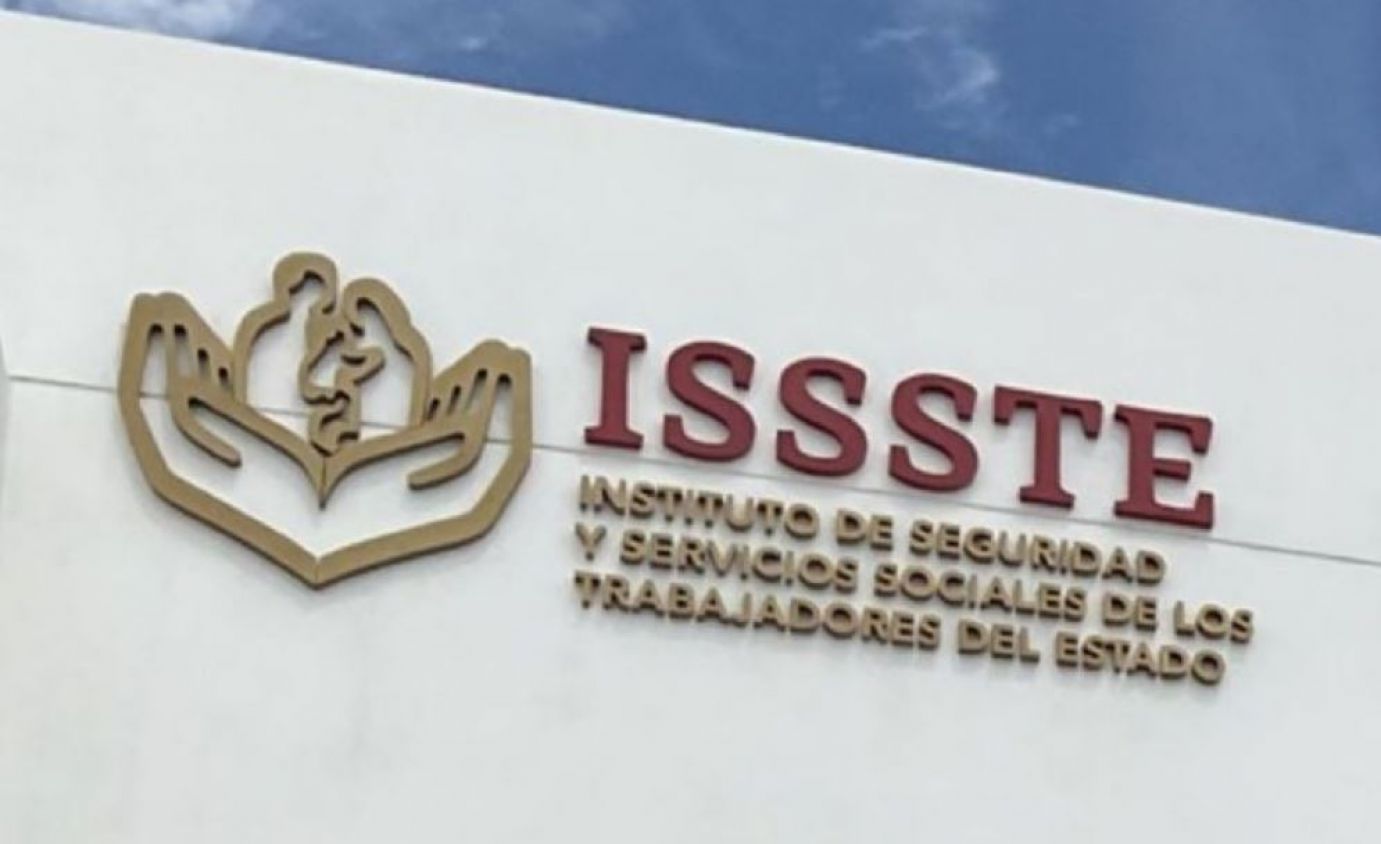 ISSSTE
INSTITUTO DE SEGURIDAD
Y SERVICIOS SOCIALES DE LOS
TRABAJADORES DEL ESTADO